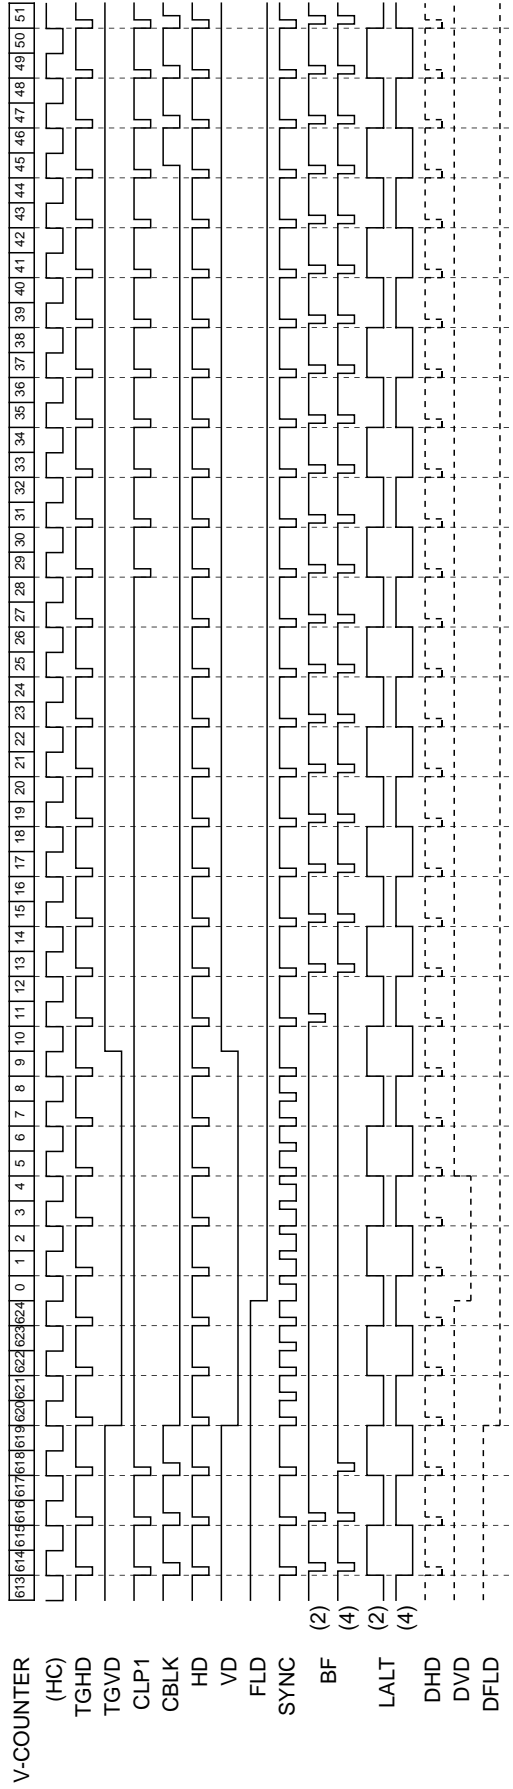 V-COUNTER 613 614 615 616 617 618 619 620 621 622 623 624 0 1 2 3 4 5 6 7 8 9 10 11 12 13 14 15 16 17 18 19 20 21 22 23 24 25 26 27 28 29 30 31 32 33 34 35 36 37 38 39 40 41 42 43 44 45 46 47 48 49 50 51
(HC)
TGHD
TGVD
CLP1
CBLK
HD
VD
FLD
SYNC
BF (2)
(4)
LALT (2)
(4)
DHD
DVD
DFLD